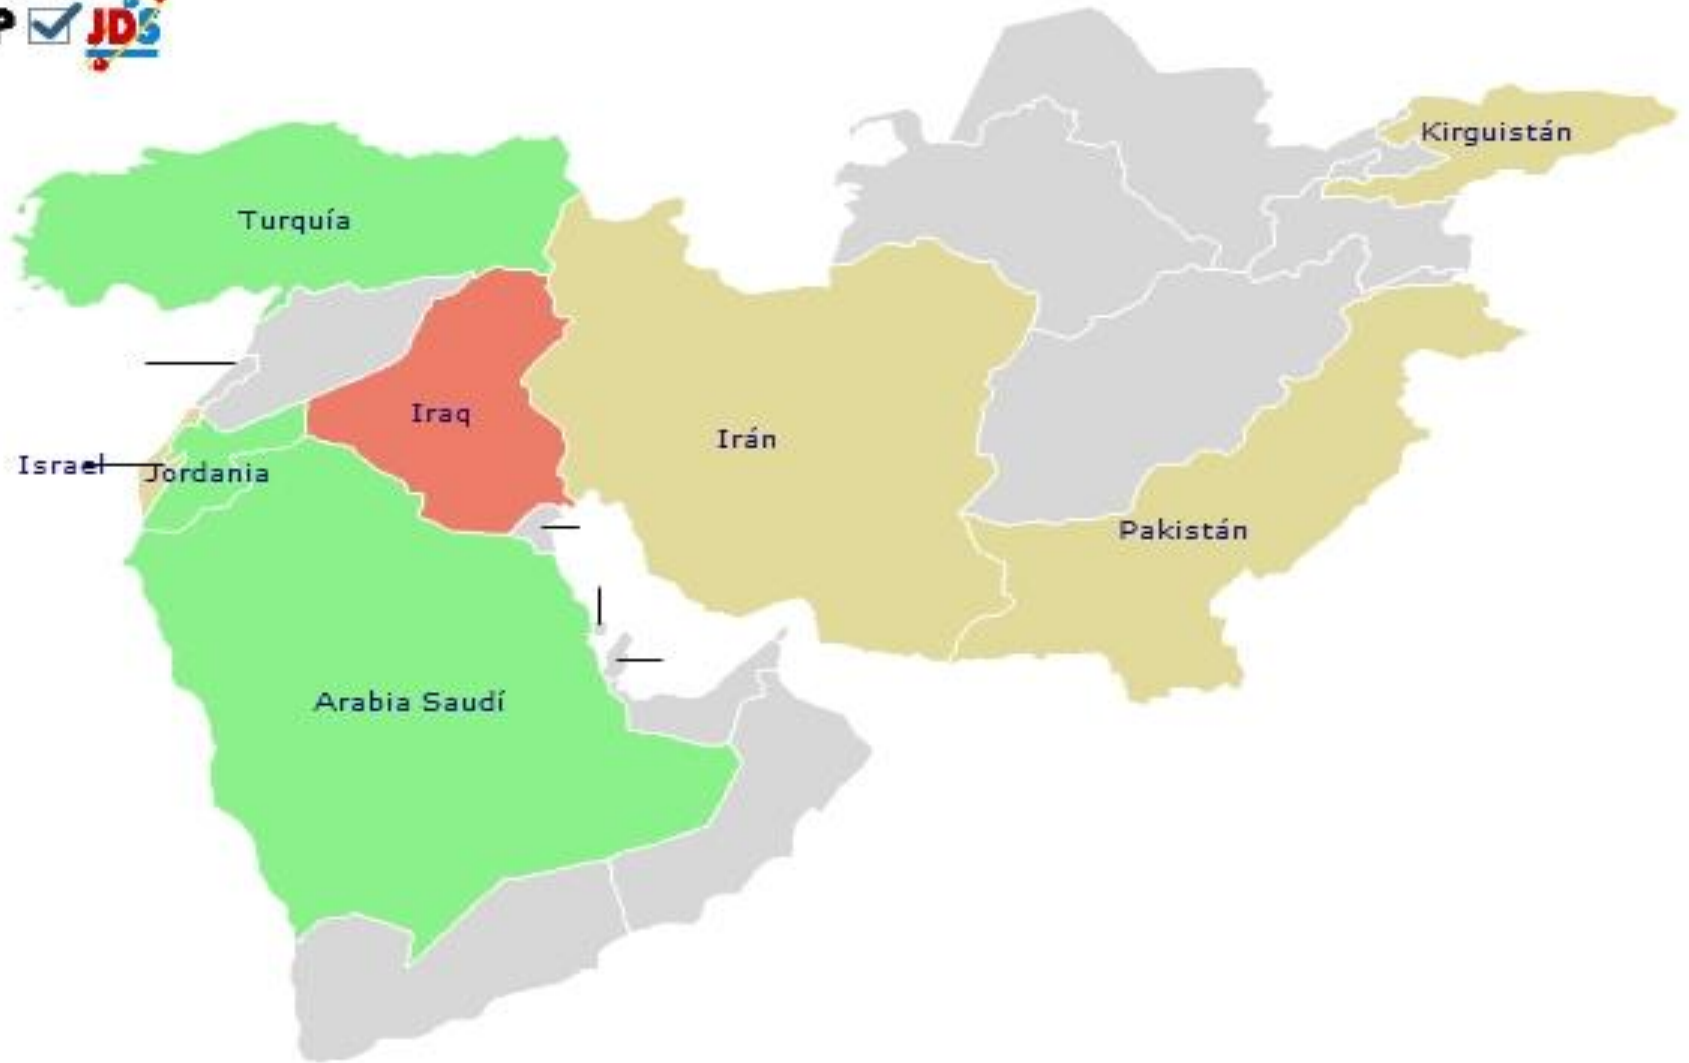 P JDS
Kirguistán
Turquía
Iraq
Irán
Israel
Jordania
Pakistán
Arabia Saudí